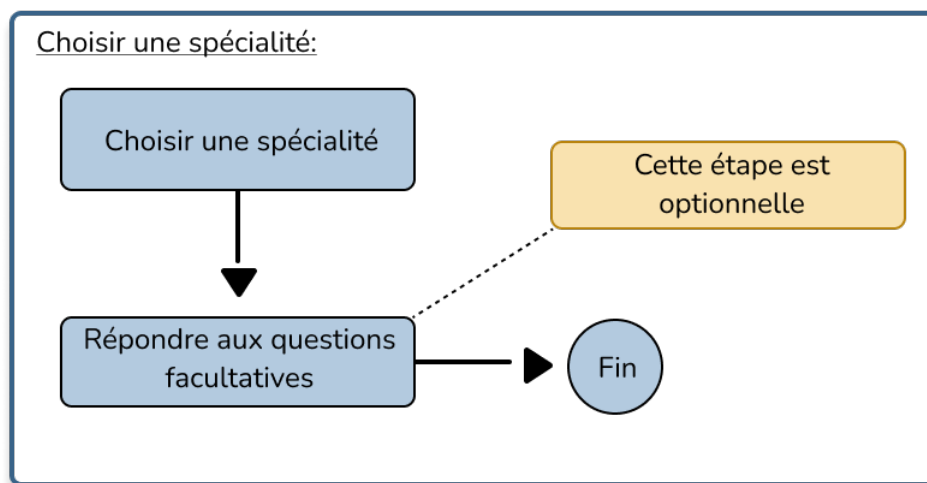 Choisir une spécialité:
Choisir une spécialité
Cette étape est
optionnelle
Répondre aux questions
facultatives
Fin